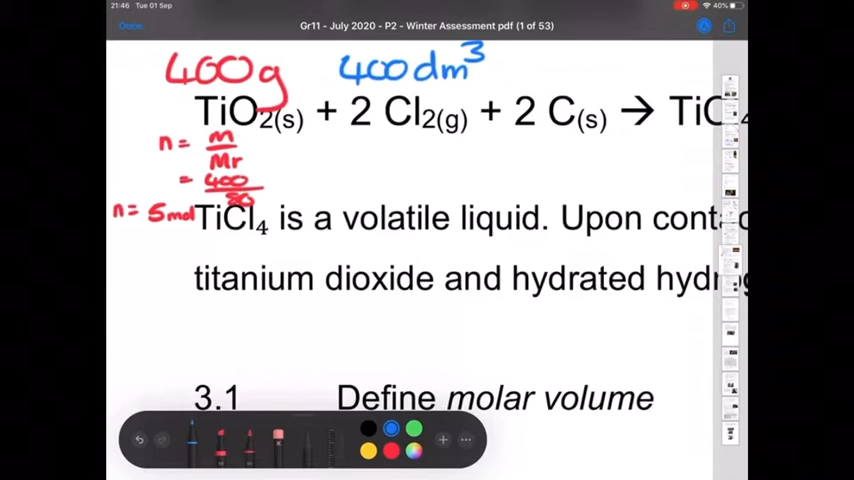 21:46 Tue 01 Sep
40%
Done
Gr11 - July 2020 - P2 - Winter Assessment pdf (1 of 53)
400g 400dm³
TiO₂(s) + 2 Cl₂(g) + 2 C(s) → TiC
n = m
Mr
= 400
80
n = 5mol
TiCl₄ is a volatile liquid. Upon
titanium dioxide and hydrated
3.1 Define molar volume